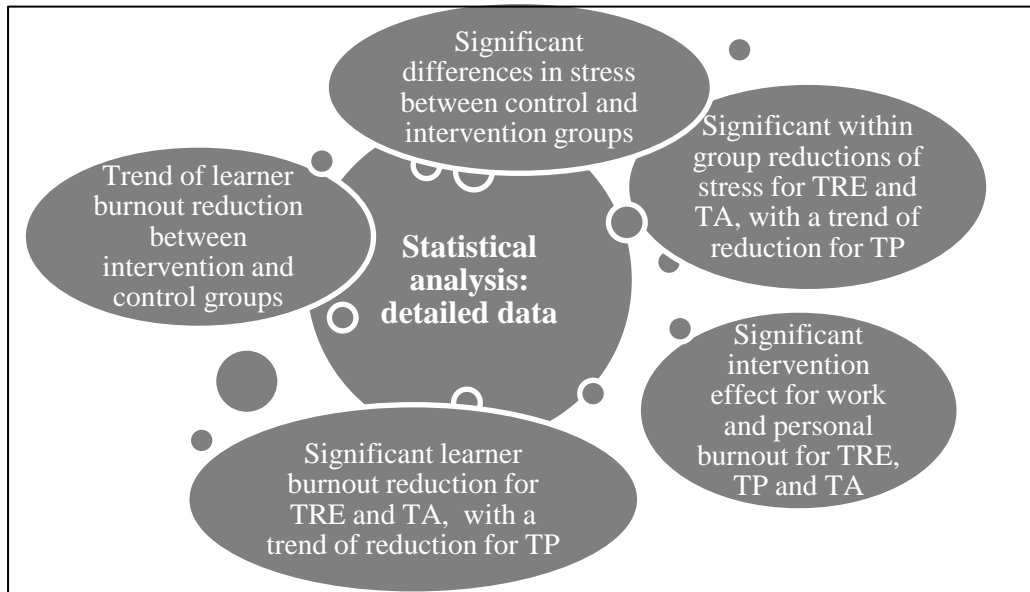 Significant
differences in stress
between control and
intervention groups
Significant within
group reductions of
stress for TRE and
TA, with a trend of
reduction for TP
Trend of learner
burnout reduction
between
intervention and
control groups
Statistical
analysis:
detailed data
Significant
intervention
effect for work
and personal
burnout for TRE,
TP and TA
Significant learner
burnout reduction for
TRE and TA, with a
trend of reduction for TP